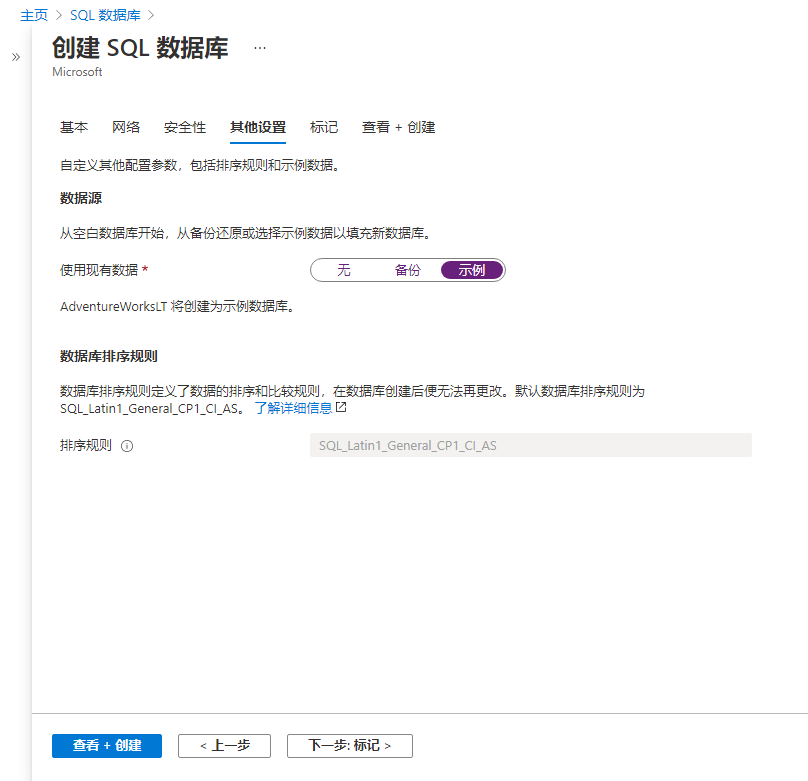 主页 > SQL 数据库 >
»
创建 SQL 数据库 ...
Microsoft
基本 网络 安全性 其他设置 标记 查看 + 创建
自定义其他配置参数，包括排序规则和示例数据。
数据源
从空白数据库开始，从备份还原或选择示例数据以填充新数据库。
使用现有数据 * 无 备份 示例
AdventureWorksLT 将创建为示例数据库。
数据库排序规则
数据库排序规则定义了数据的排序和比较规则，在数据库创建后便无法再更改。默认数据库排序规则为
SQL_Latin1_General_CP1_CI_AS。 了解详细信息
排序规则 SQL_Latin1_General_CP1_CI_AS
查看 + 创建 < 上一步 下一步: 标记 >